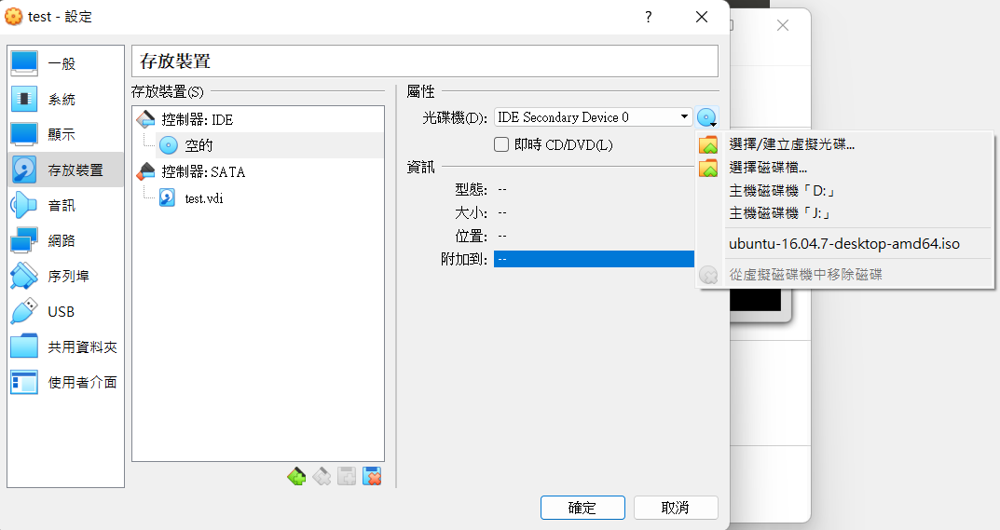 test - 設定
?
一般
系統
顯示
存放裝置
音訊
網路
序列埠
USB
共用資料夾
使用者介面
存放裝置
存放裝置(S)
控制器: IDE
空的
控制器: SATA
test.vdi
屬性
光碟機(D): IDE Secondary Device 0
即時 CD/DVD(L)
資訊
型態: --
大小: --
位置: --
附加到: --
選擇/建立虛擬光碟...
選擇磁碟檔...
主機磁碟機「D:」
主機磁碟機「J:」
ubuntu-16.04.7-desktop-amd64.iso
從虛擬磁碟機中移除磁碟
確定
取消